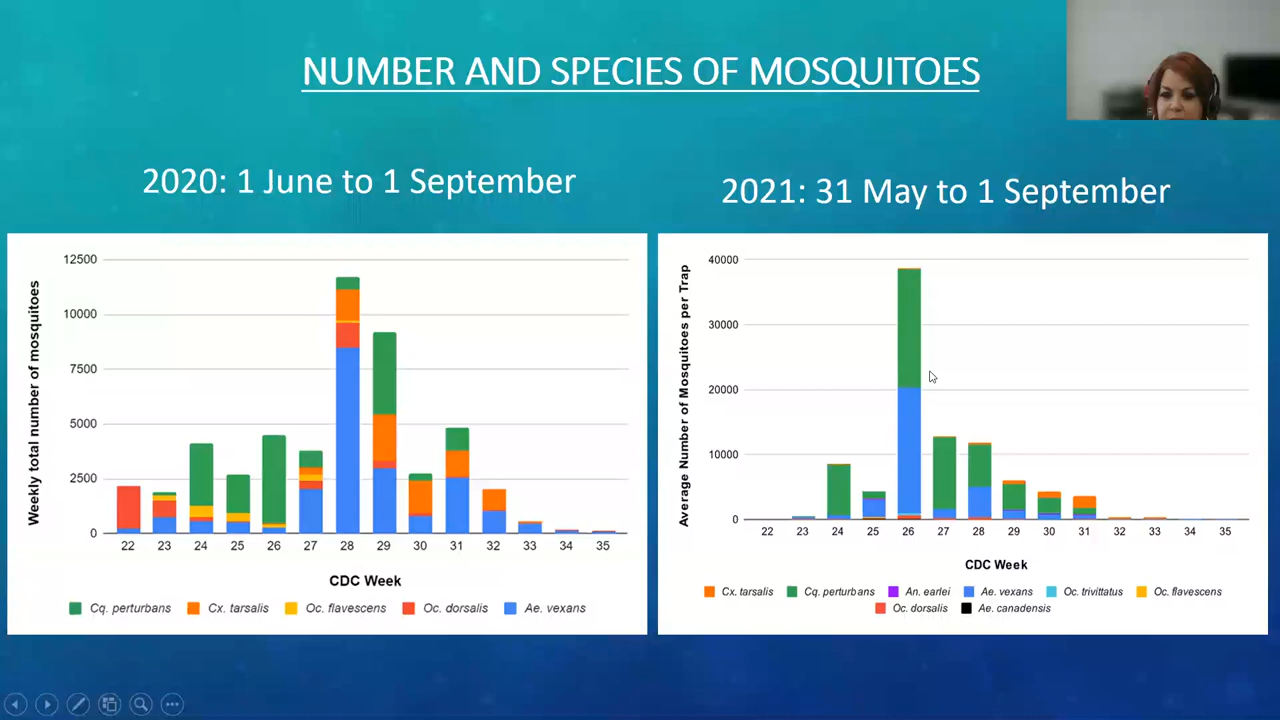 NUMBER AND SPECIES OF MOSQUITOES
2020: 1 June to 1 September
2021: 31 May to 1 September
Weekly total number of mosquitoes
12500
10000
7500
5000
2500
0
22 23 24 25 26 27 28 29 30 31 32 33 34 35
CDC Week
Cq. perturbans Cx. tarsalis Oc. flavescens Oc. dorsalis Ae. vexans
Average Number of Mosquitoes per Trap
40000
30000
20000
10000
0
22 23 24 25 26 27 28 29 30 31 32 33 34 35
CDC Week
Cx. tarsalis Cq. perturbans An. earlei Ae. vexans Oc. trivittatus Oc. flavescens
Oc. dorsalis Ae. canadensis